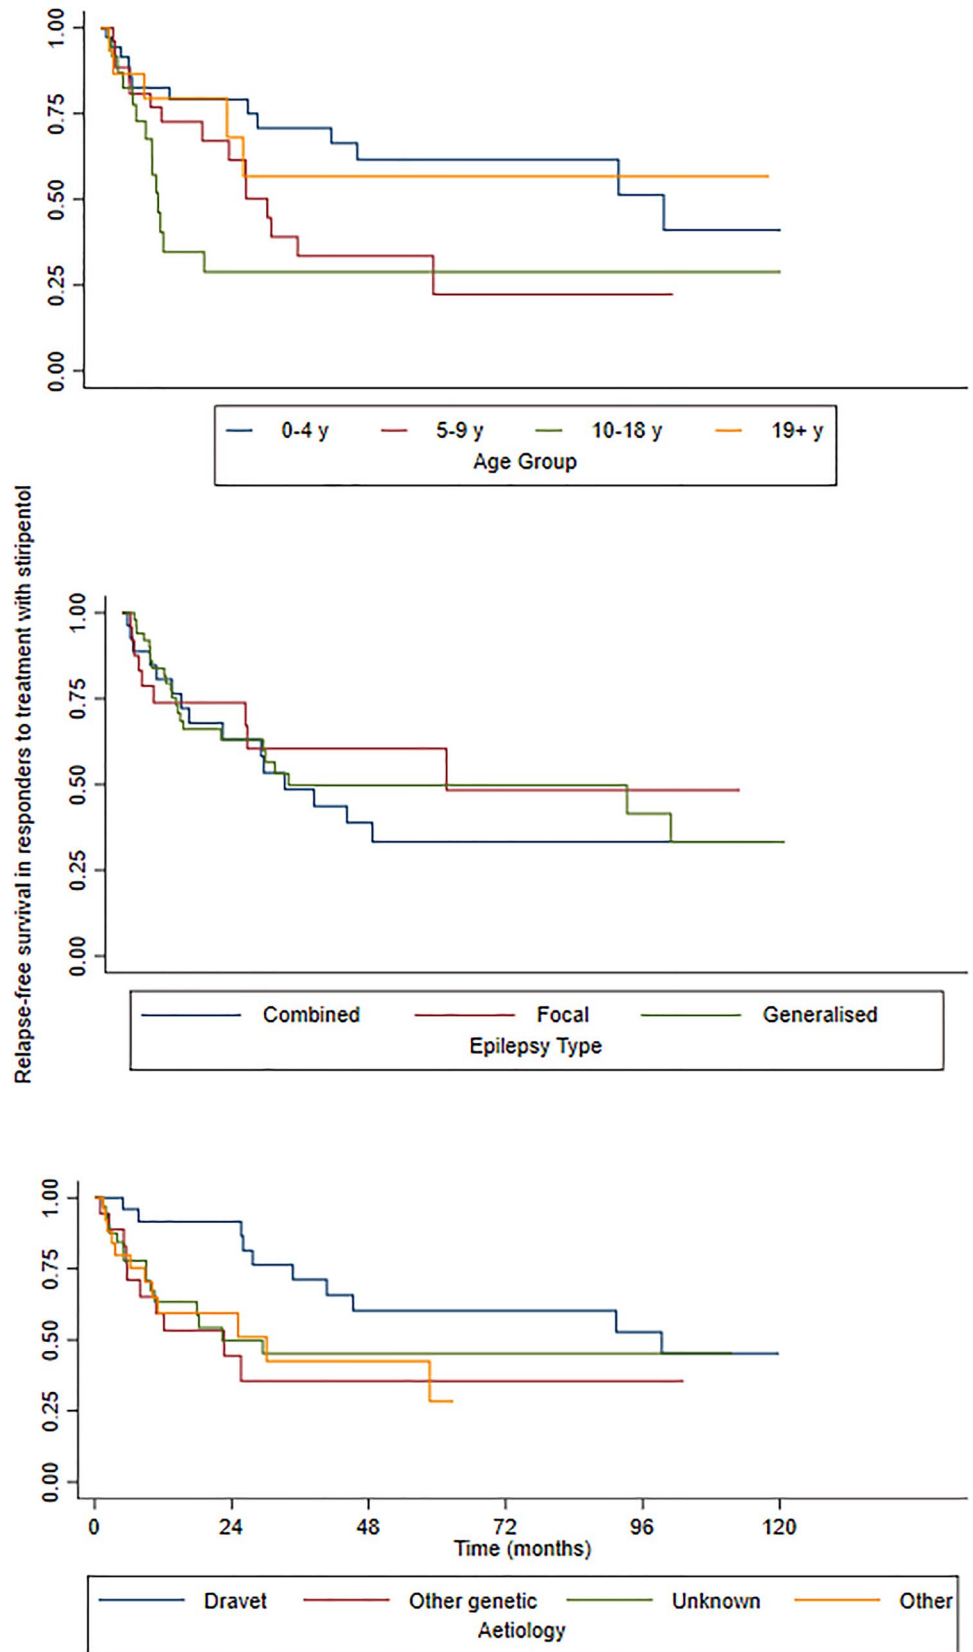 Relapse-free survival in responders to treatment with stiripentol
1.00
0.75
0.50
0.25
0.00
0-4 y 5-9 y 10-18 y 19+ y
Age Group
1.00
0.75
0.50
0.25
0.00
Combined Focal Generalised
Epilepsy Type
1.00
0.75
0.50
0.25
0.00
0 24 48 72 96 120
Time (months)
Dravet Other genetic Unknown Other
Aetiology